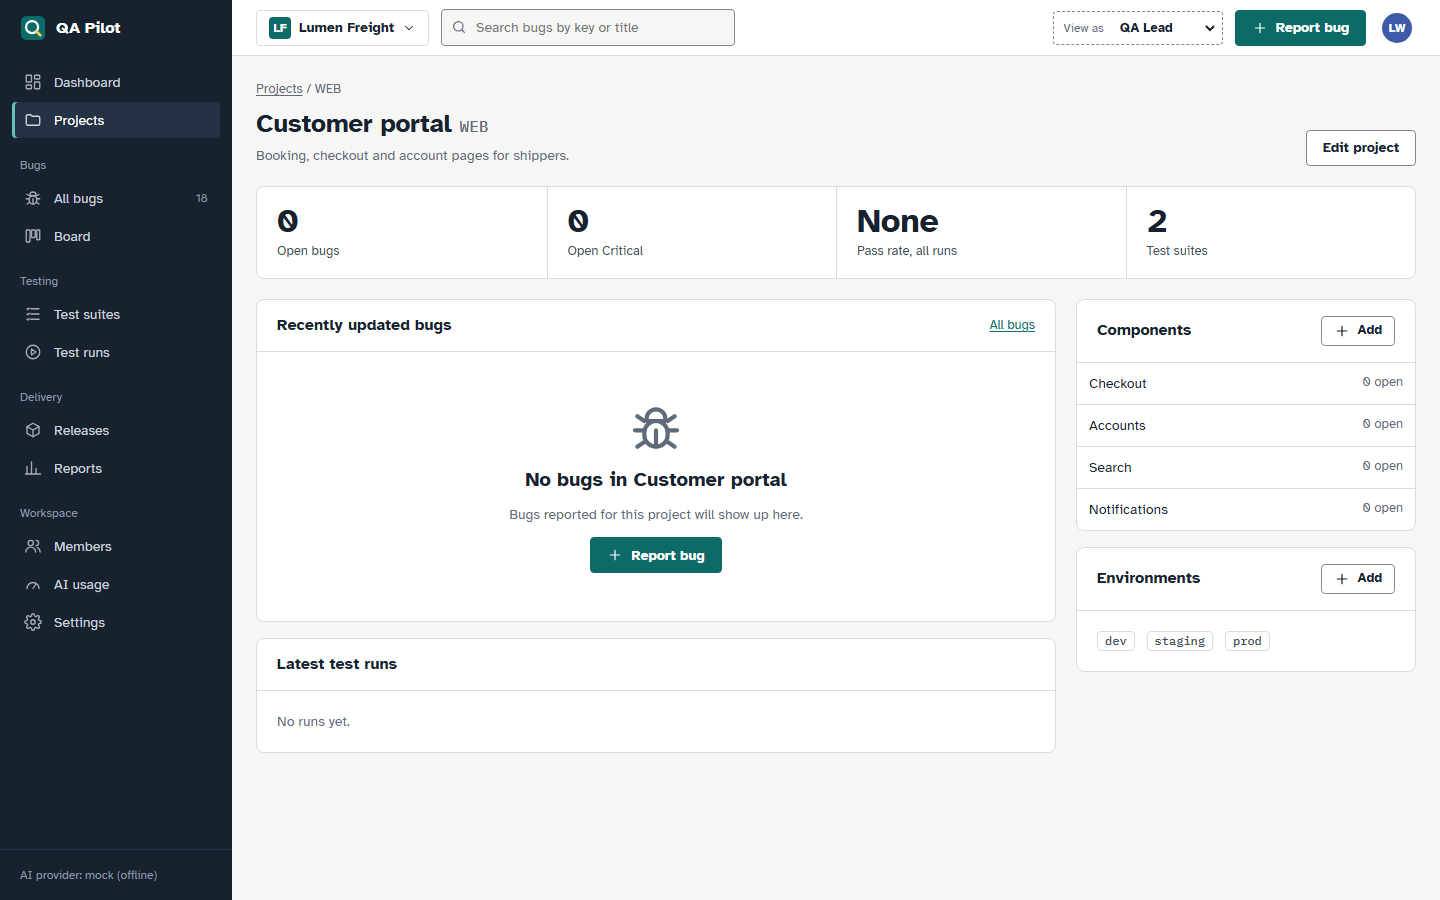 QA Pilot
Dashboard
Projects
Bugs
All bugs 18
Board
Testing
Test suites
Test runs
Delivery
Releases
Reports
Workspace
Members
AI usage
Settings
AI provider: mock (offline)
LF Lumen Freight
Search bugs by key or title
View as QA Lead
Report bug
LW
Projects / WEB
Customer portal WEB
Booking, checkout and account pages for shippers.
Edit project
0
Open bugs
0
Open Critical
None
Pass rate, all runs
2
Test suites
Recently updated bugs
All bugs
No bugs in Customer portal
Bugs reported for this project will show up here.
Report bug
Latest test runs
No runs yet.
Components
Add
Checkout 0 open
Accounts 0 open
Search 0 open
Notifications 0 open
Environments
Add
dev staging prod